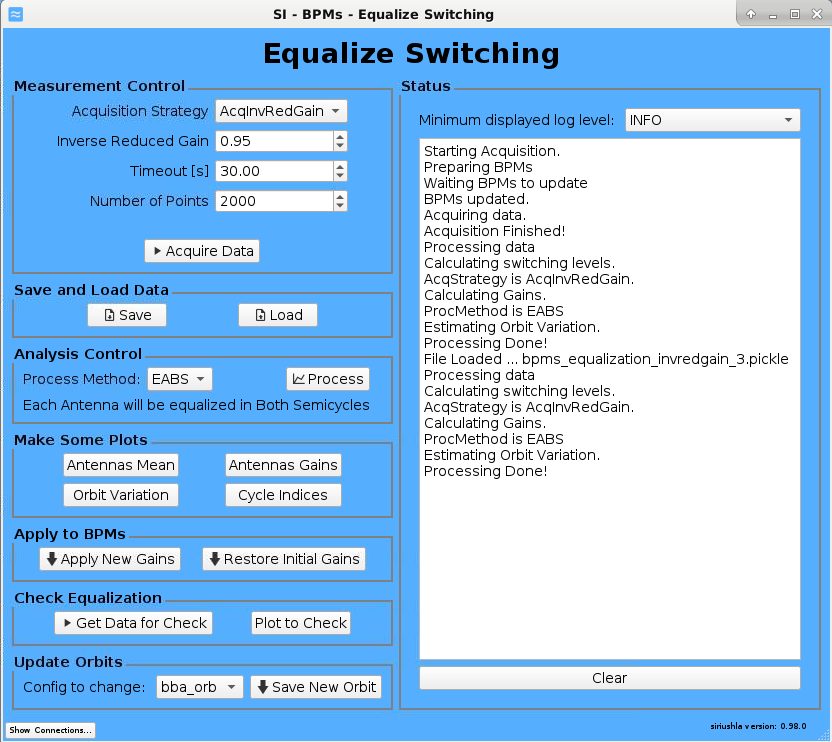 SI - BPMs - Equalize Switching
Equalize Switching
Measurement Control
Acquisition Strategy AcqInvRedGain
Inverse Reduced Gain 0.95
Timeout [s] 30.00
Number of Points 2000
Acquire Data
Save and Load Data
Save Load
Analysis Control
Process Method: EABS Process
Each Antenna will be equalized in Both Semicycles
Make Some Plots
Antennas Mean Antennas Gains
Orbit Variation Cycle Indices
Apply to BPMs
Apply New Gains Restore Initial Gains
Check Equalization
Get Data for Check Plot to Check
Update Orbits
Config to change: bba_orb Save New Orbit
Show Connections...
Status
Minimum displayed log level: INFO
Starting Acquisition.
Preparing BPMs
Waiting BPMs to update
BPMs updated.
Acquiring data.
Acquisition Finished!
Processing data
Calculating switching levels.
AcqStrategy is AcqInvRedGain.
Calculating Gains.
ProcMethod is EABS
Estimating Orbit Variation.
Processing Done!
File Loaded ... bpms_equalization_invredgain_3.pickle
Processing data
Calculating switching levels.
AcqStrategy is AcqInvRedGain.
Calculating Gains.
ProcMethod is EABS
Estimating Orbit Variation.
Processing Done!
Clear
siriushla version: 0.98.0